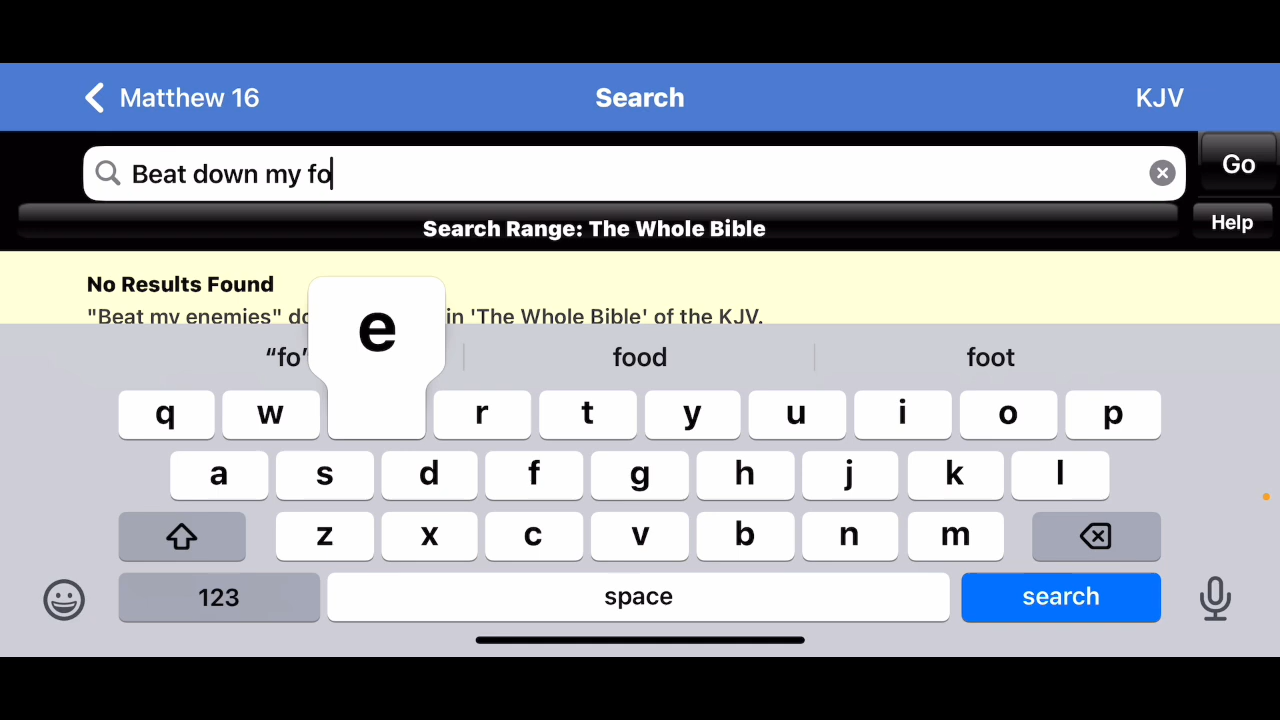 Matthew 16 Search KJV
Beat down my fo Go
Search Range: The Whole Bible Help
No Results Found
"Beat my enemies" in 'The Whole Bible' of the KJV.
“fo” food foot
e
q w r t y u i o p
a s d f g h j k l
z x c v b n m
123 space search